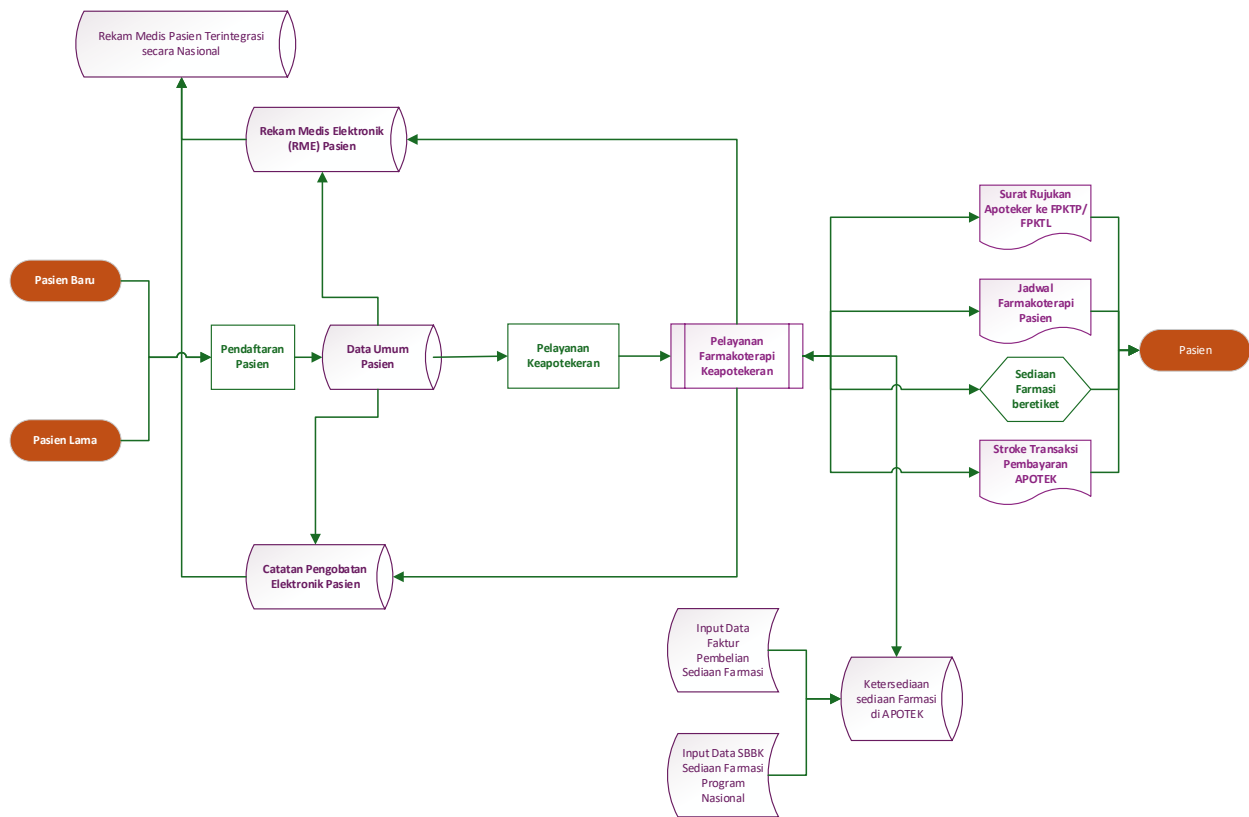 Rekam Medis Pasien Terintegrasi
secara Nasional
Rekam Medis Elektronik
(RME) Pasien
Surat Rujukan
Apoteker ke FPKTP/
FPKTL
Pasien Baru
Jadwal
Farmakoterapi
Pasien
Pendaftaran
Pasien
Data Umum
Pasien
Pelayanan
Keapotekeran
Pelayanan
Farmakoterapi
Keapotekeran
Pasien
Sediaan
Farmasi
beretiket
Pasien Lama
Stroke Transaksi
Pembayaran
APOTEK
Catatan Pengobatan
Elektronik Pasien
Input Data
Faktur
Pembelian
Sediaan Farmasi
Ketersediaan
sediaan Farmasi
di APOTEK
Input Data SBBK
Sediaan Farmasi
Program
Nasional